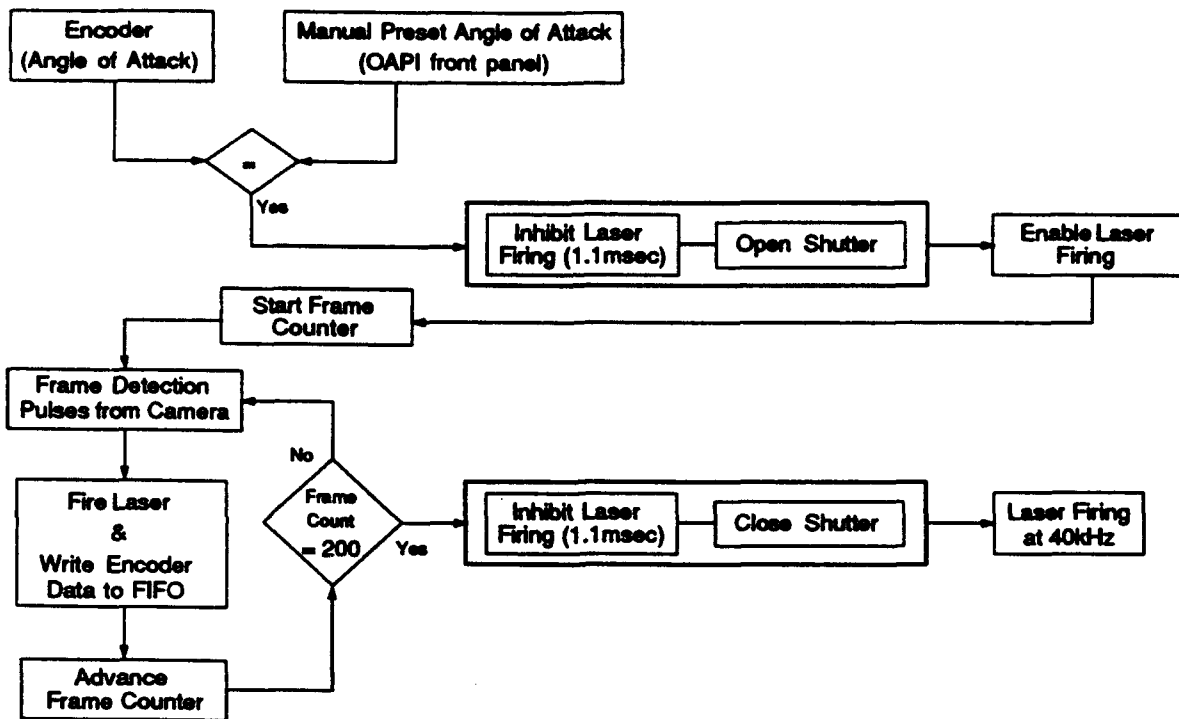 Encoder
(Angle of Attack)
Manual Preset Angle of Attack
(OAPI front panel)
=
Yes
Inhibit Laser
Firing (1.1msec)
Open Shutter
Enable Laser
Firing
Start Frame
Counter
Frame Detection
Pulses from Camera
No
Fire Laser
&
Write Encoder
Data to FIFO
Frame
Count
= 200
Yes
Inhibit Laser
Firing (1.1msec)
Close Shutter
Laser Firing
at 40kHz
Advance
Frame Counter